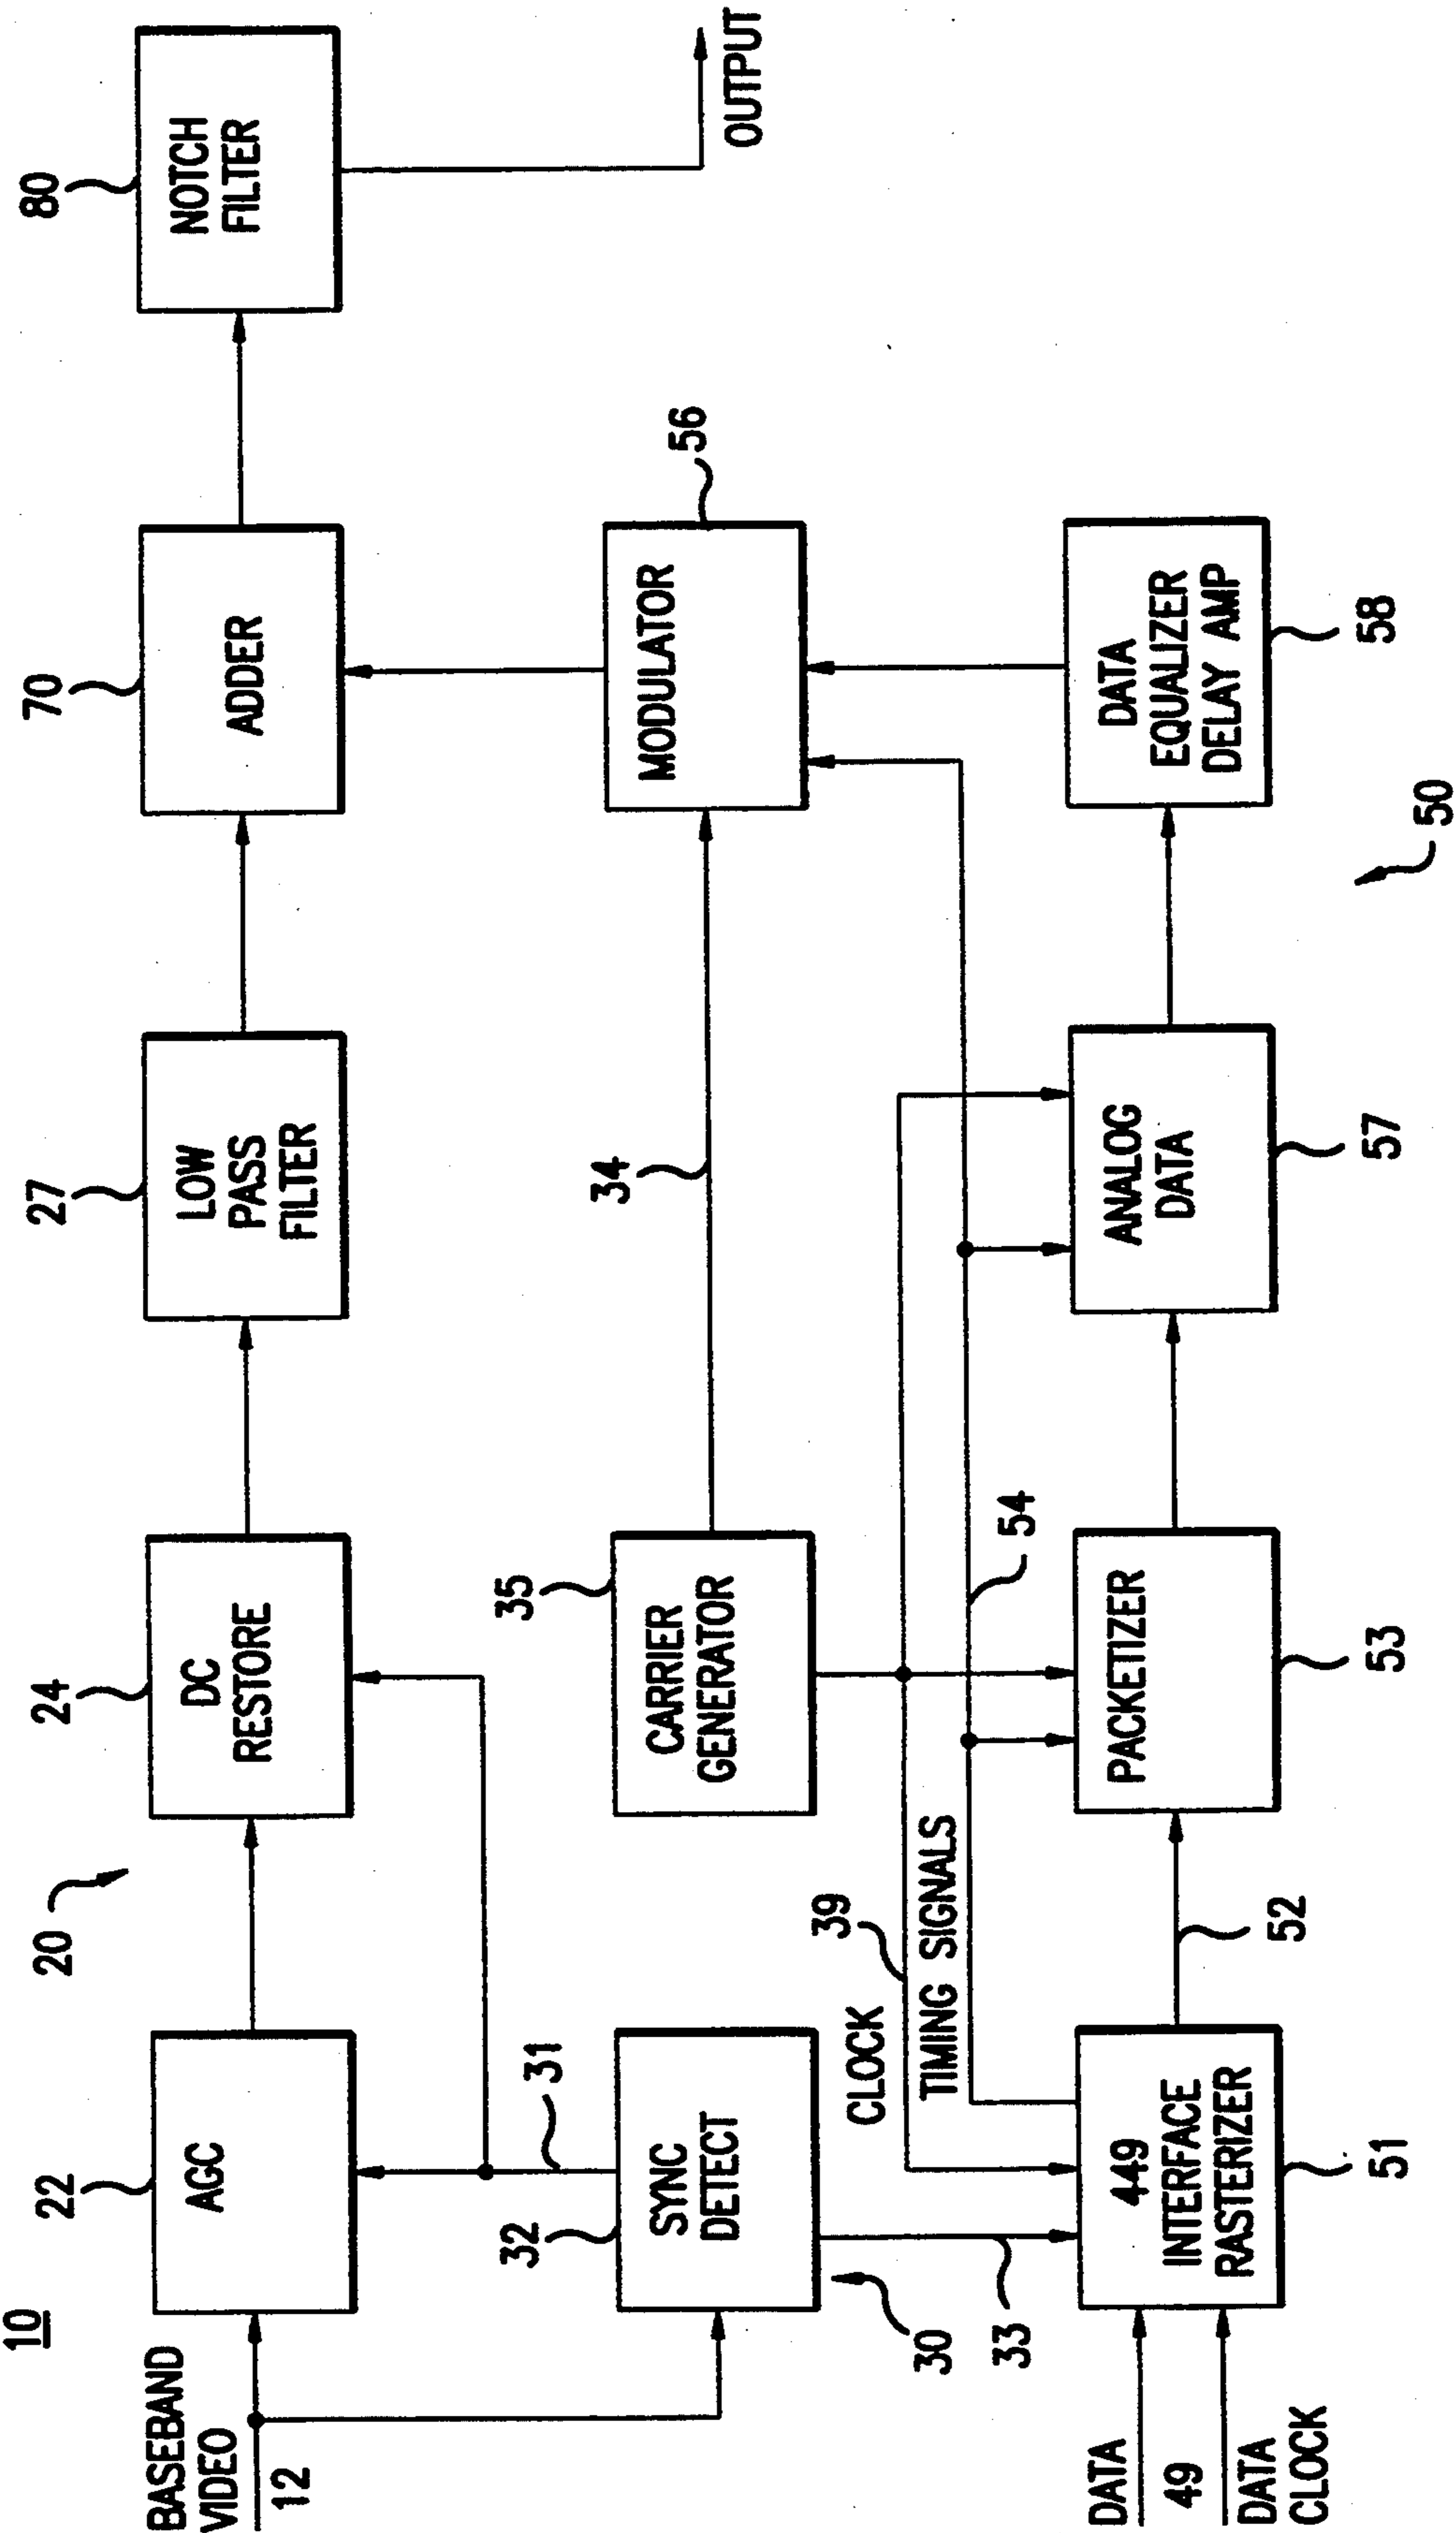 10
BASEBAND
VIDEO
12
22
AGC
20
24
DC
RESTORE
27
LOW
PASS
FILTER
70
ADDER
80
NOTCH
FILTER
OUTPUT
31
32
SYNC
DETECT
30
33
35
CARRIER
GENERATOR
34
MODULATOR
56
39
CLOCK
TIMING SIGNALS
54
DATA
49
DATA
CLOCK
449
INTERFACE
RASTERIZER
51
52
PACKETIZER
53
ANALOG
DATA
57
DATA
EQUALIZER
DELAY AMP
58
50